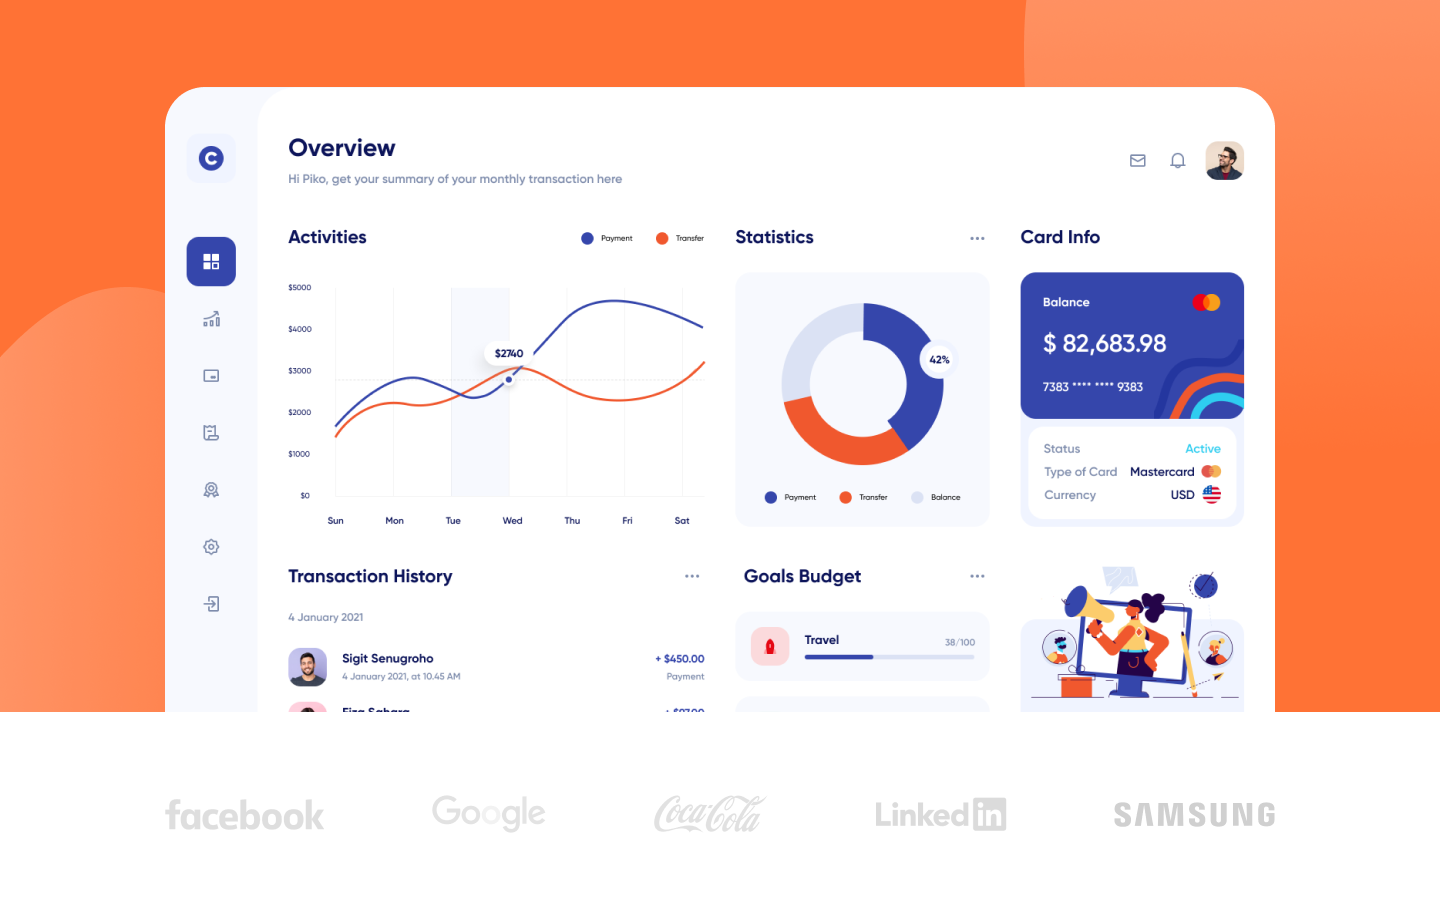 Overview
Hi Piko, get your summary of your monthly transaction here
Activities
Payment
Transfer
$5000
$4000
$3000
$2000
$1000
$0
$2740
Sun Mon Tue Wed Thu Fri Sat
Statistics
42%
Payment Transfer Balance
Card Info
Balance
$ 82,683.98
7383 **** **** 9383
Status Active
Type of Card Mastercard
Currency USD
Transaction History
4 January 2021
Sigit Senugroho + $450.00
4 January 2021, at 10.45 AM Payment
Goals Budget
Travel 38/100
facebook Google Coca-Cola LinkedIn SAMSUNG